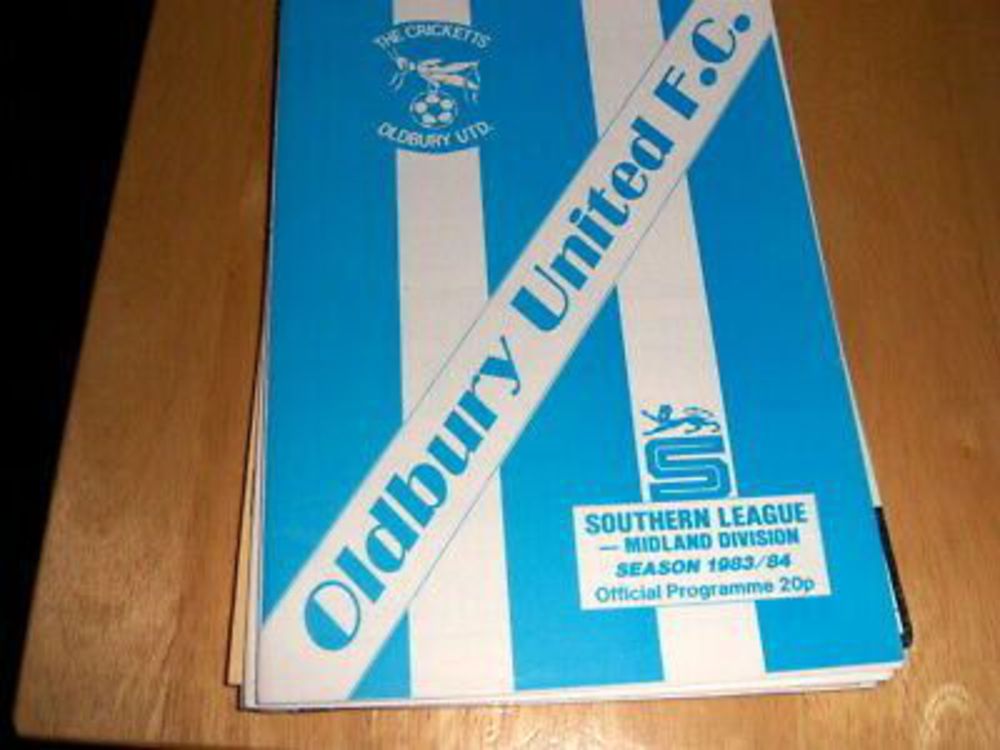 THE CRICKETTS
OLDBURY UTD.
Oldbury United F.C.
S
SOUTHERN LEAGUE
— MIDLAND DIVISION
SEASON 1983/84
Official Programme 20p